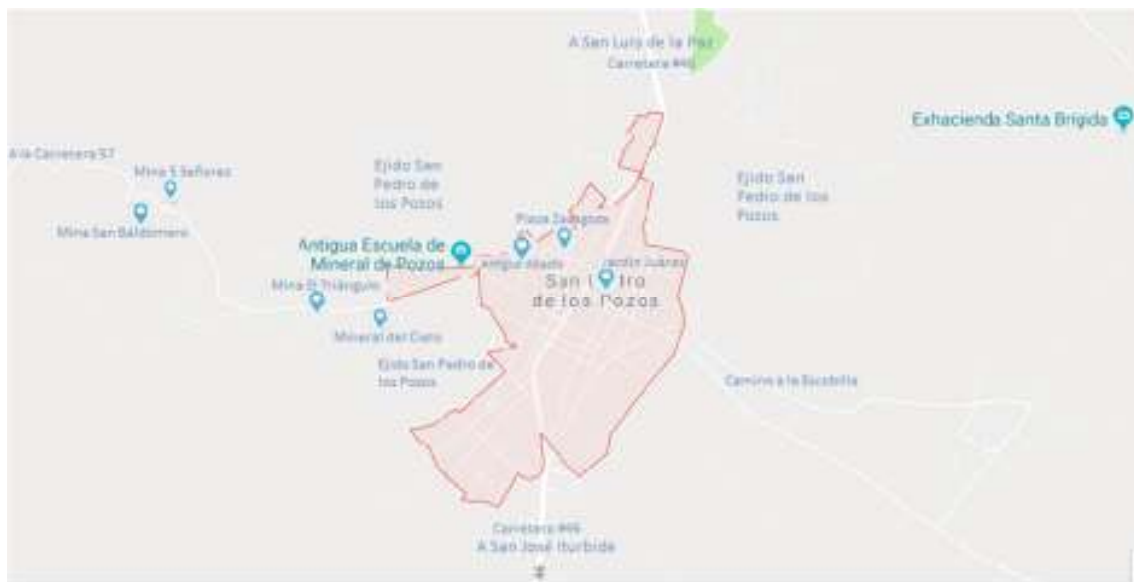 A San Luis de la Paz
Carretera #46
Exhacienda Santa Brigida
A la Carretera 57
Mina 5 Señores
Ejido San
Pedro de
los Pozos
Ejido San
Pedro de los
Pozos
Mina San Baldomero
Plaza Zaragoza
Antigua Escuela de
Mineral de Pozos
Jardín Juárez
Mina El Triángulo
San
de los Pozos
Mineral del Cielo
Ejido San Pedro de
los Pozos
Camino a la Escobilla
Carretera #46
A San José Iturbide